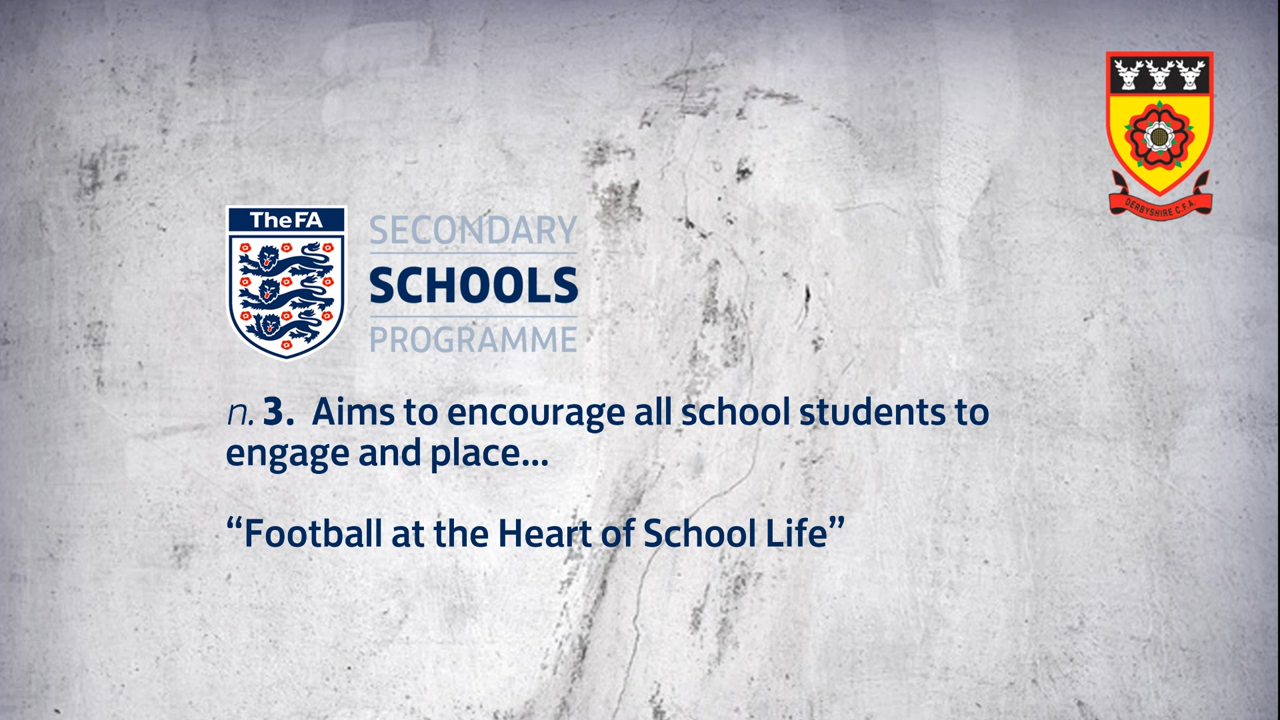 TheFA
SECONDARY
SCHOOLS
PROGRAMME
DERBYSHIRE C.F.A.
n. 3. Aims to encourage all school students to
engage and place...
“Football at the Heart of School Life”